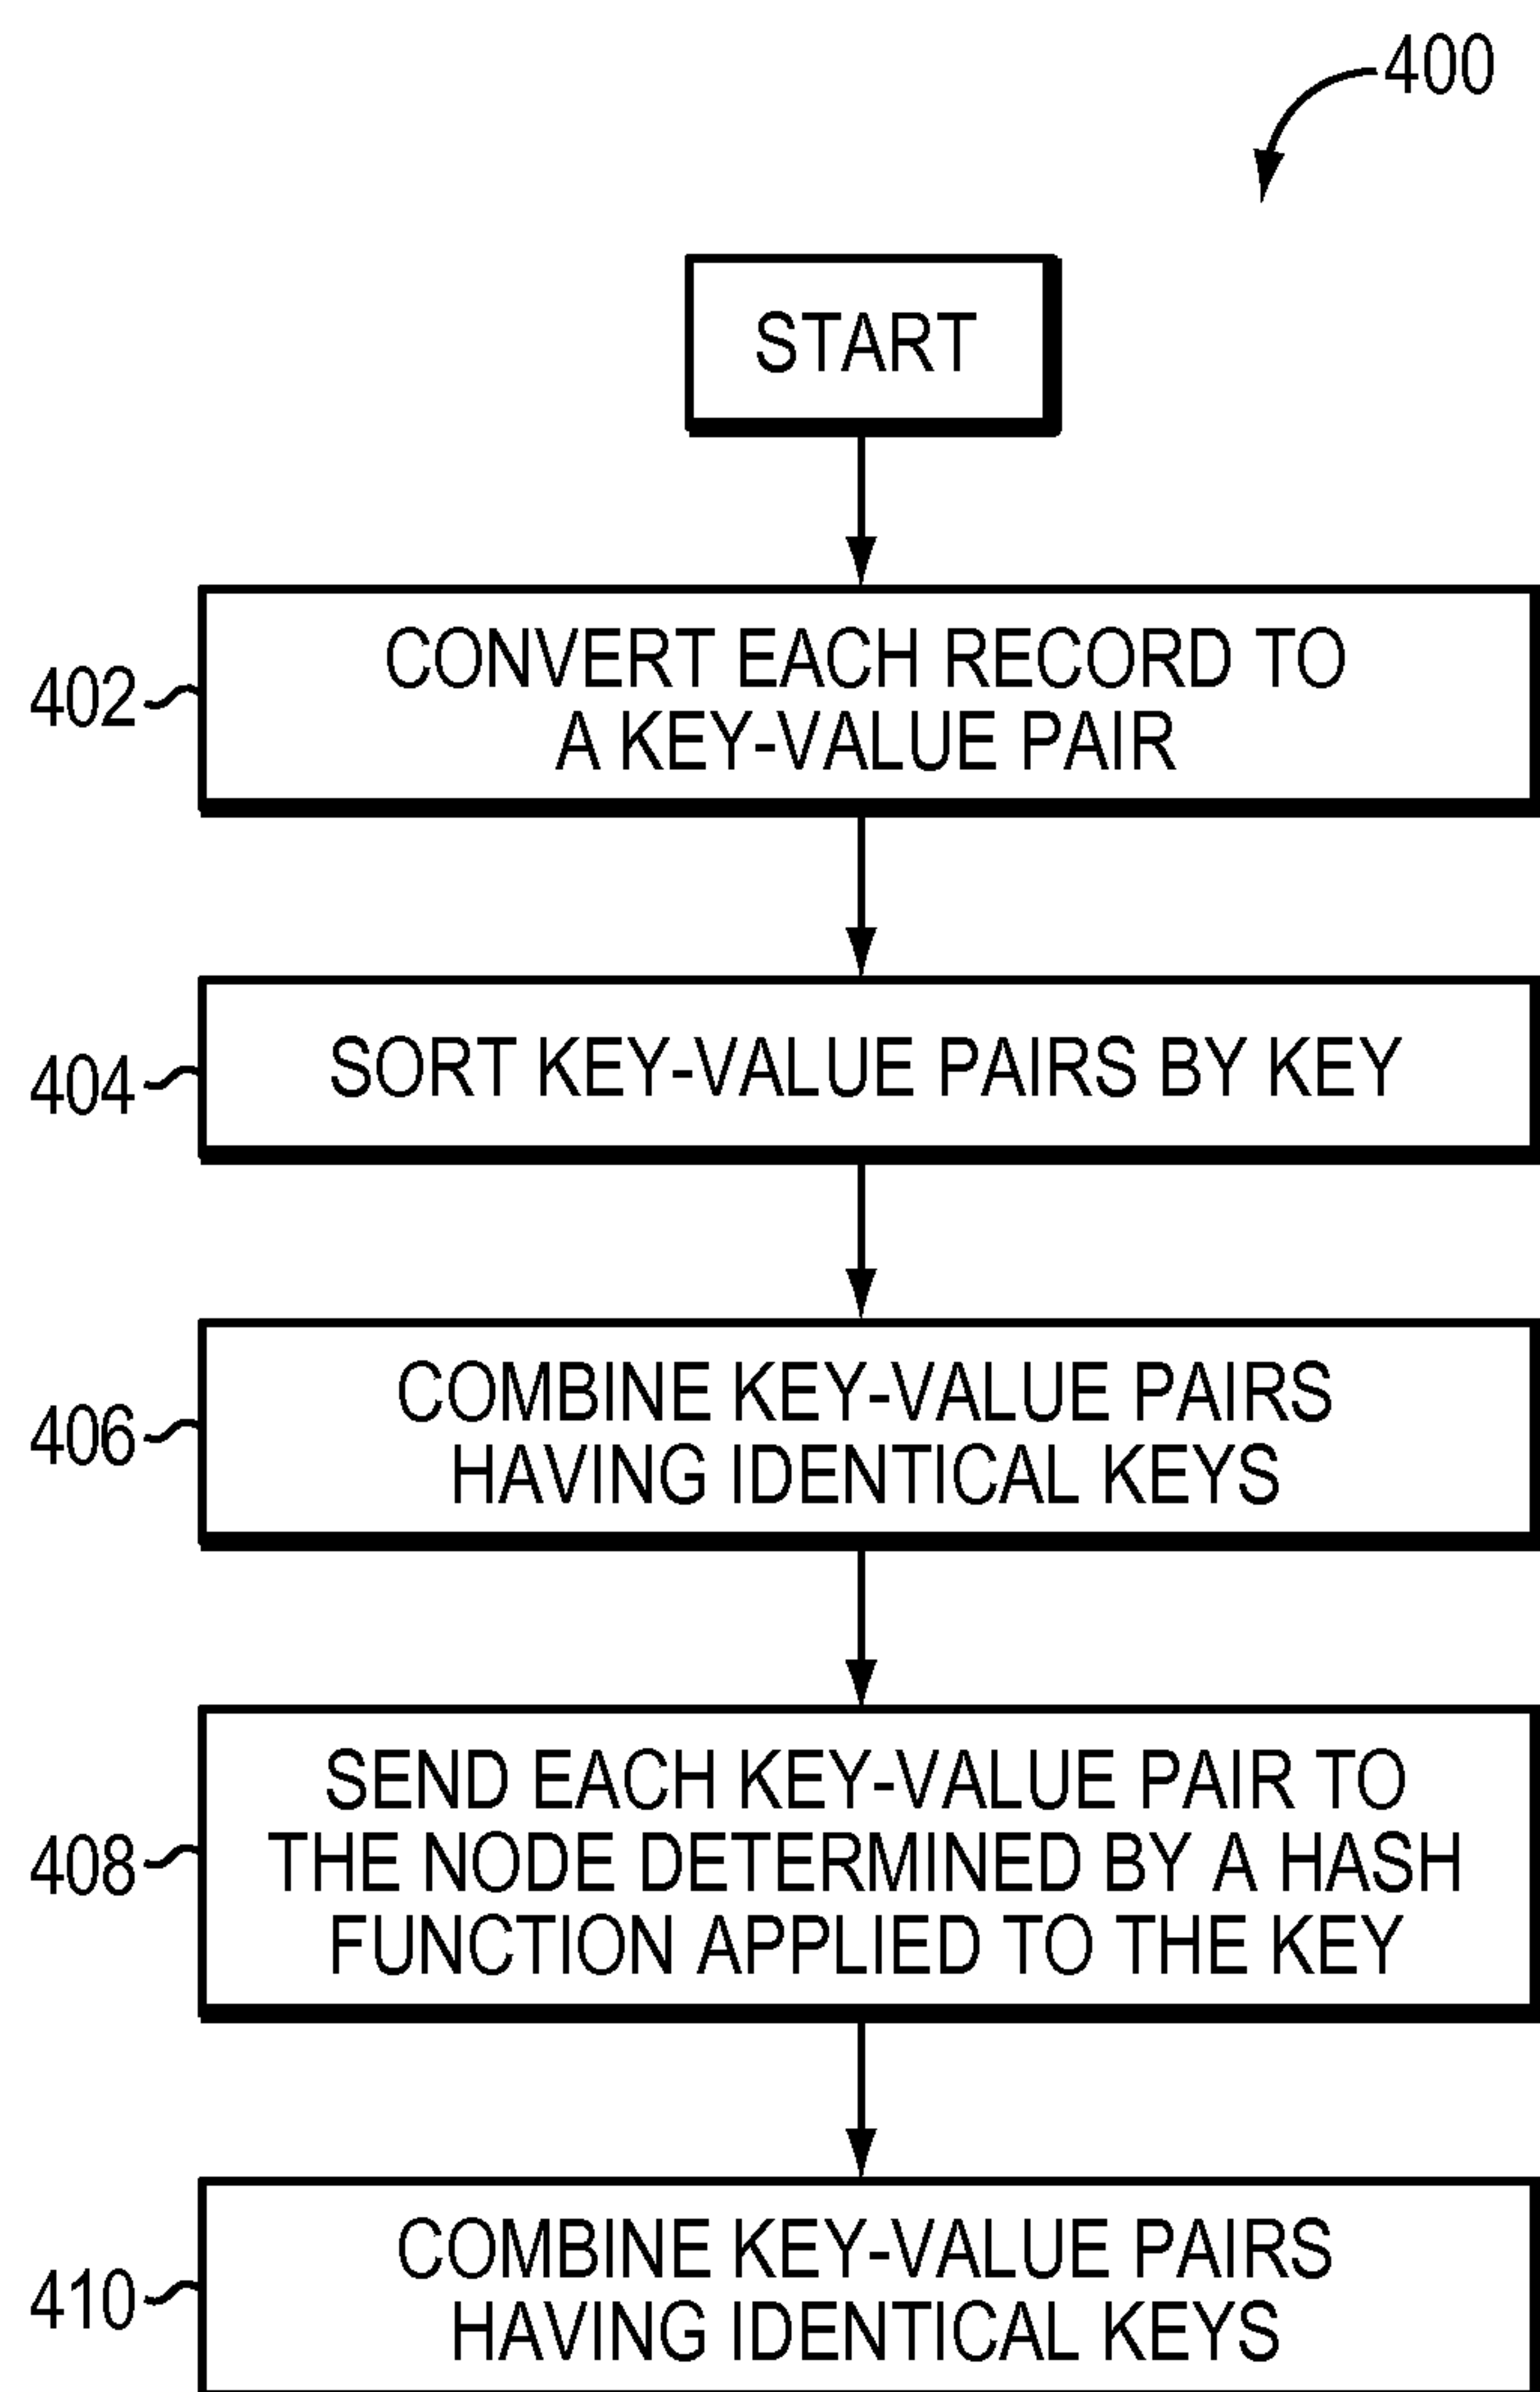 400
START
402
CONVERT EACH RECORD TO
A KEY-VALUE PAIR
404
SORT KEY-VALUE PAIRS BY KEY
406
COMBINE KEY-VALUE PAIRS
HAVING IDENTICAL KEYS
408
SEND EACH KEY-VALUE PAIR TO
THE NODE DETERMINED BY A HASH
FUNCTION APPLIED TO THE KEY
410
COMBINE KEY-VALUE PAIRS
HAVING IDENTICAL KEYS